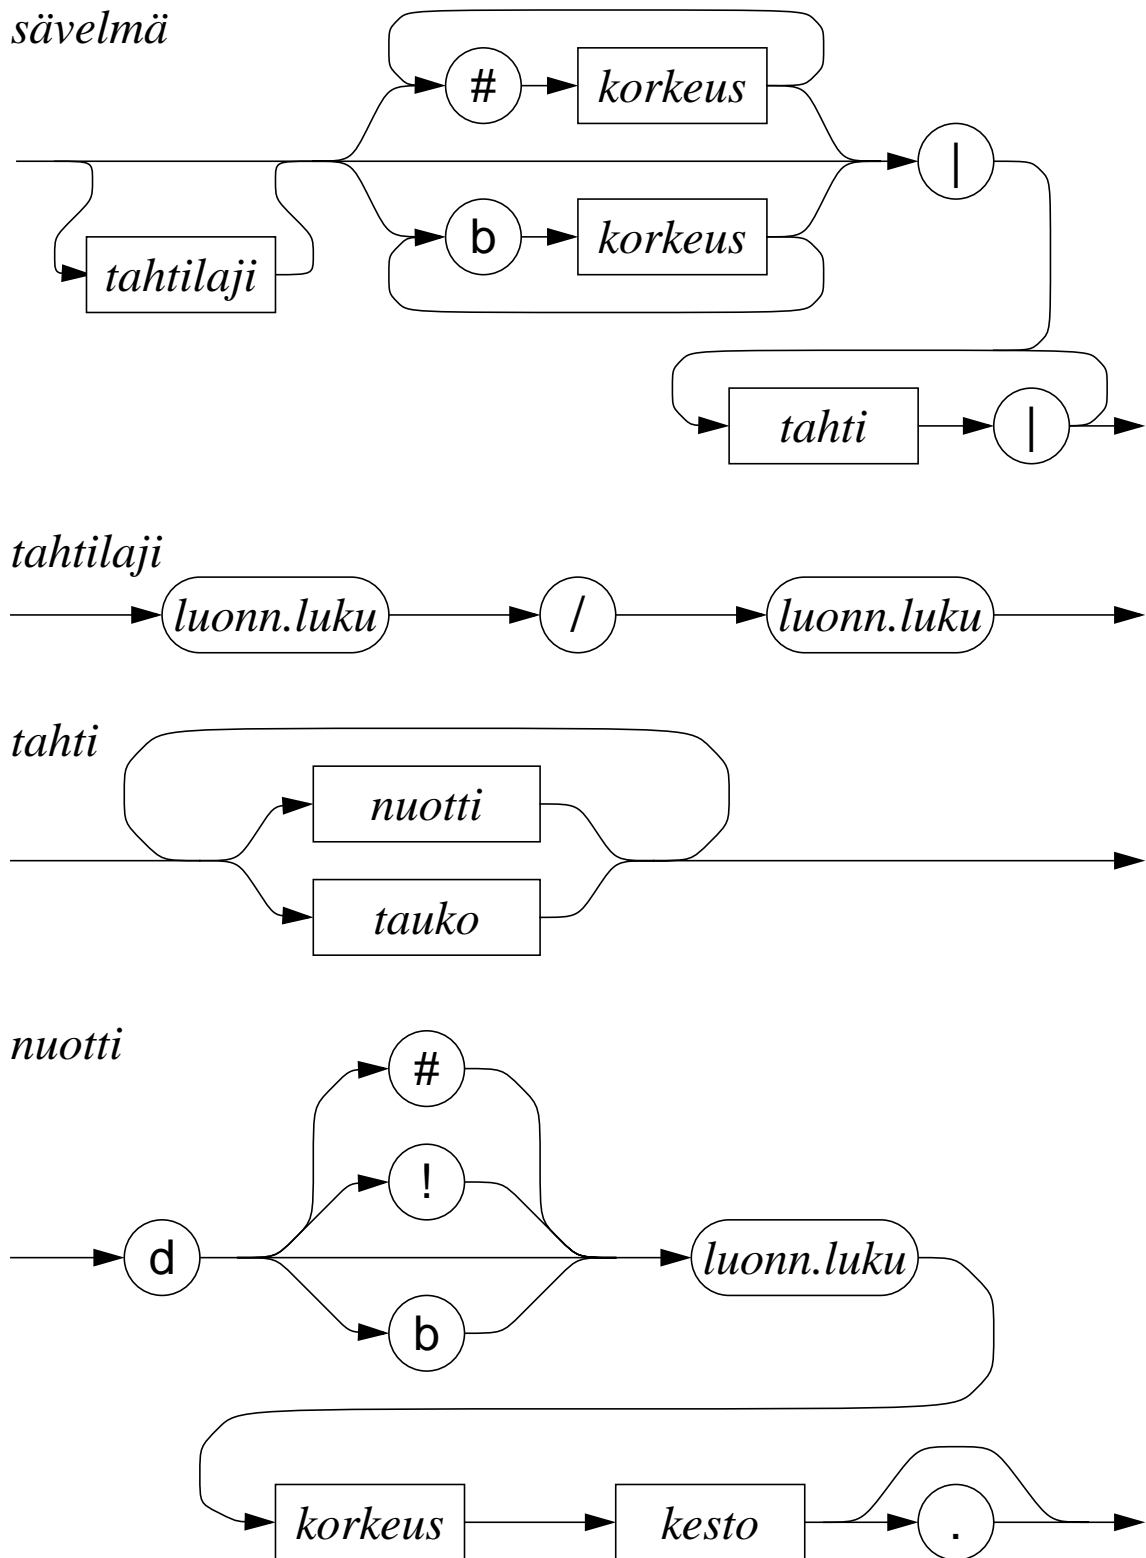 sävelmä
# korkeus
|
b korkeus
tahtilaji
tahti |
tahtilaji
luonn.luku / luonn.luku
tahti
nuotti
tauko
nuotti
#
!
d luonn.luku
b
korkeus kesto .